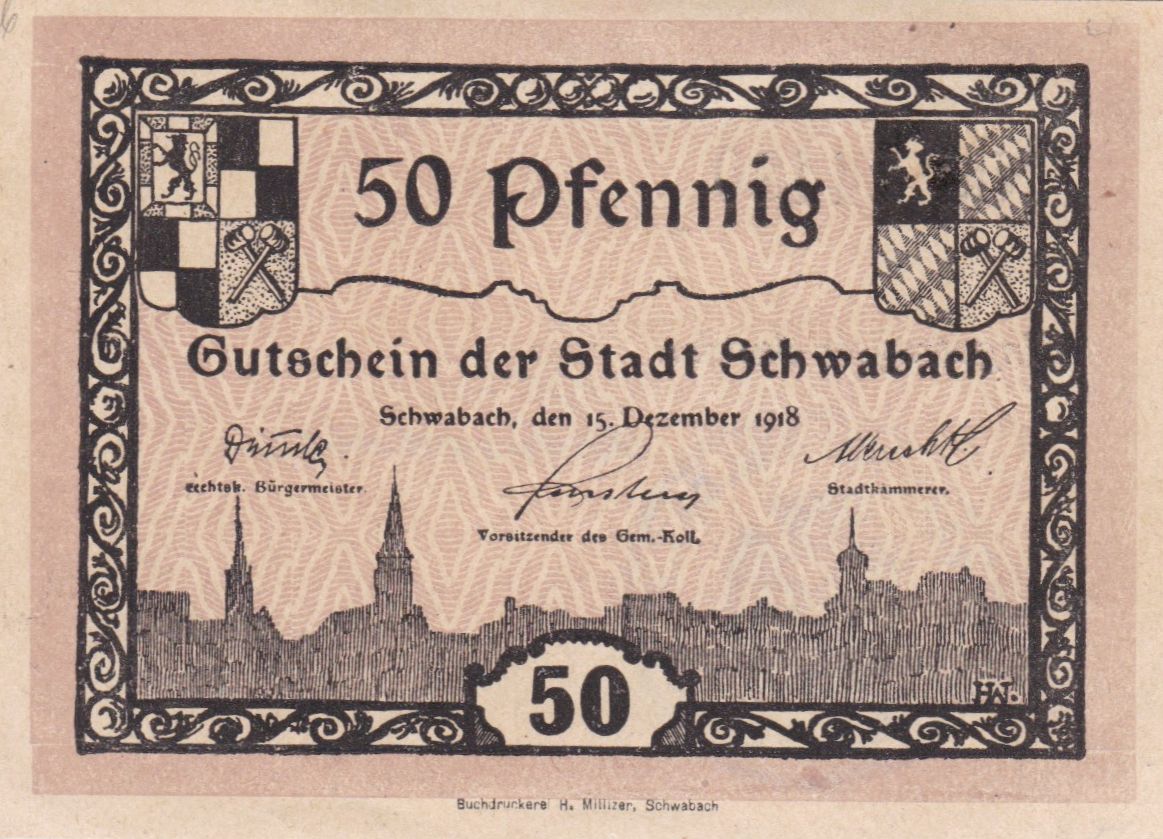 50 Pfennig
Gutschein der Stadt Schwabach
Schwabach, den 15. Dezember 1918
rechtsk. Bürgermeister.
Stadtkämmerer.
Vorsitzender des Gem.-Koll.
50
Buchdruckerei H. Millizer, Schwabach